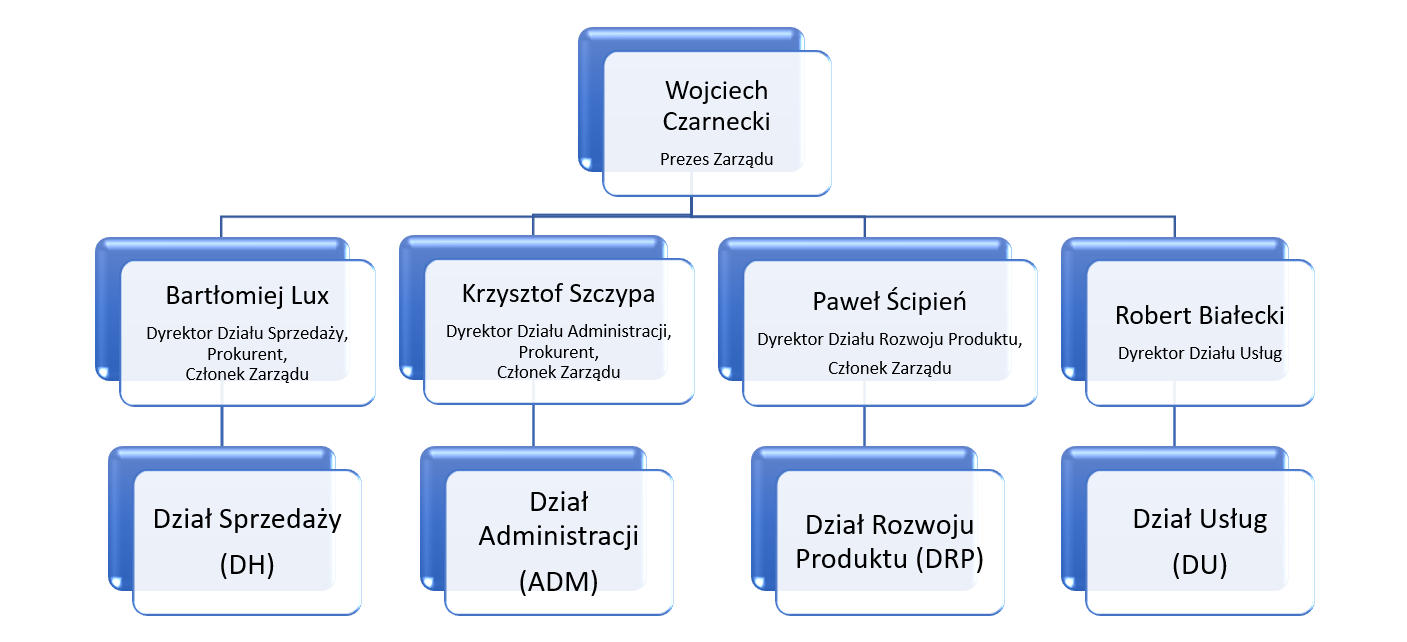 Wojciech
Czarnecki
Prezes Zarządu
Bartłomiej Lux
Dyrektor Działu Sprzedaży,
Prokurent,
Członek Zarządu
Krzysztof Szczypa
Dyrektor Działu Administracji,
Prokurent,
Członek Zarządu
Paweł Ścipień
Dyrektor Działu Rozwoju Produktu,
Członek Zarządu
Robert Białecki
Dyrektor Działu Usług
Dział Sprzedaży
(DH)
Dział
Administracji
(ADM)
Dział Rozwoju
Produktu (DRP)
Dział Usług
(DU)